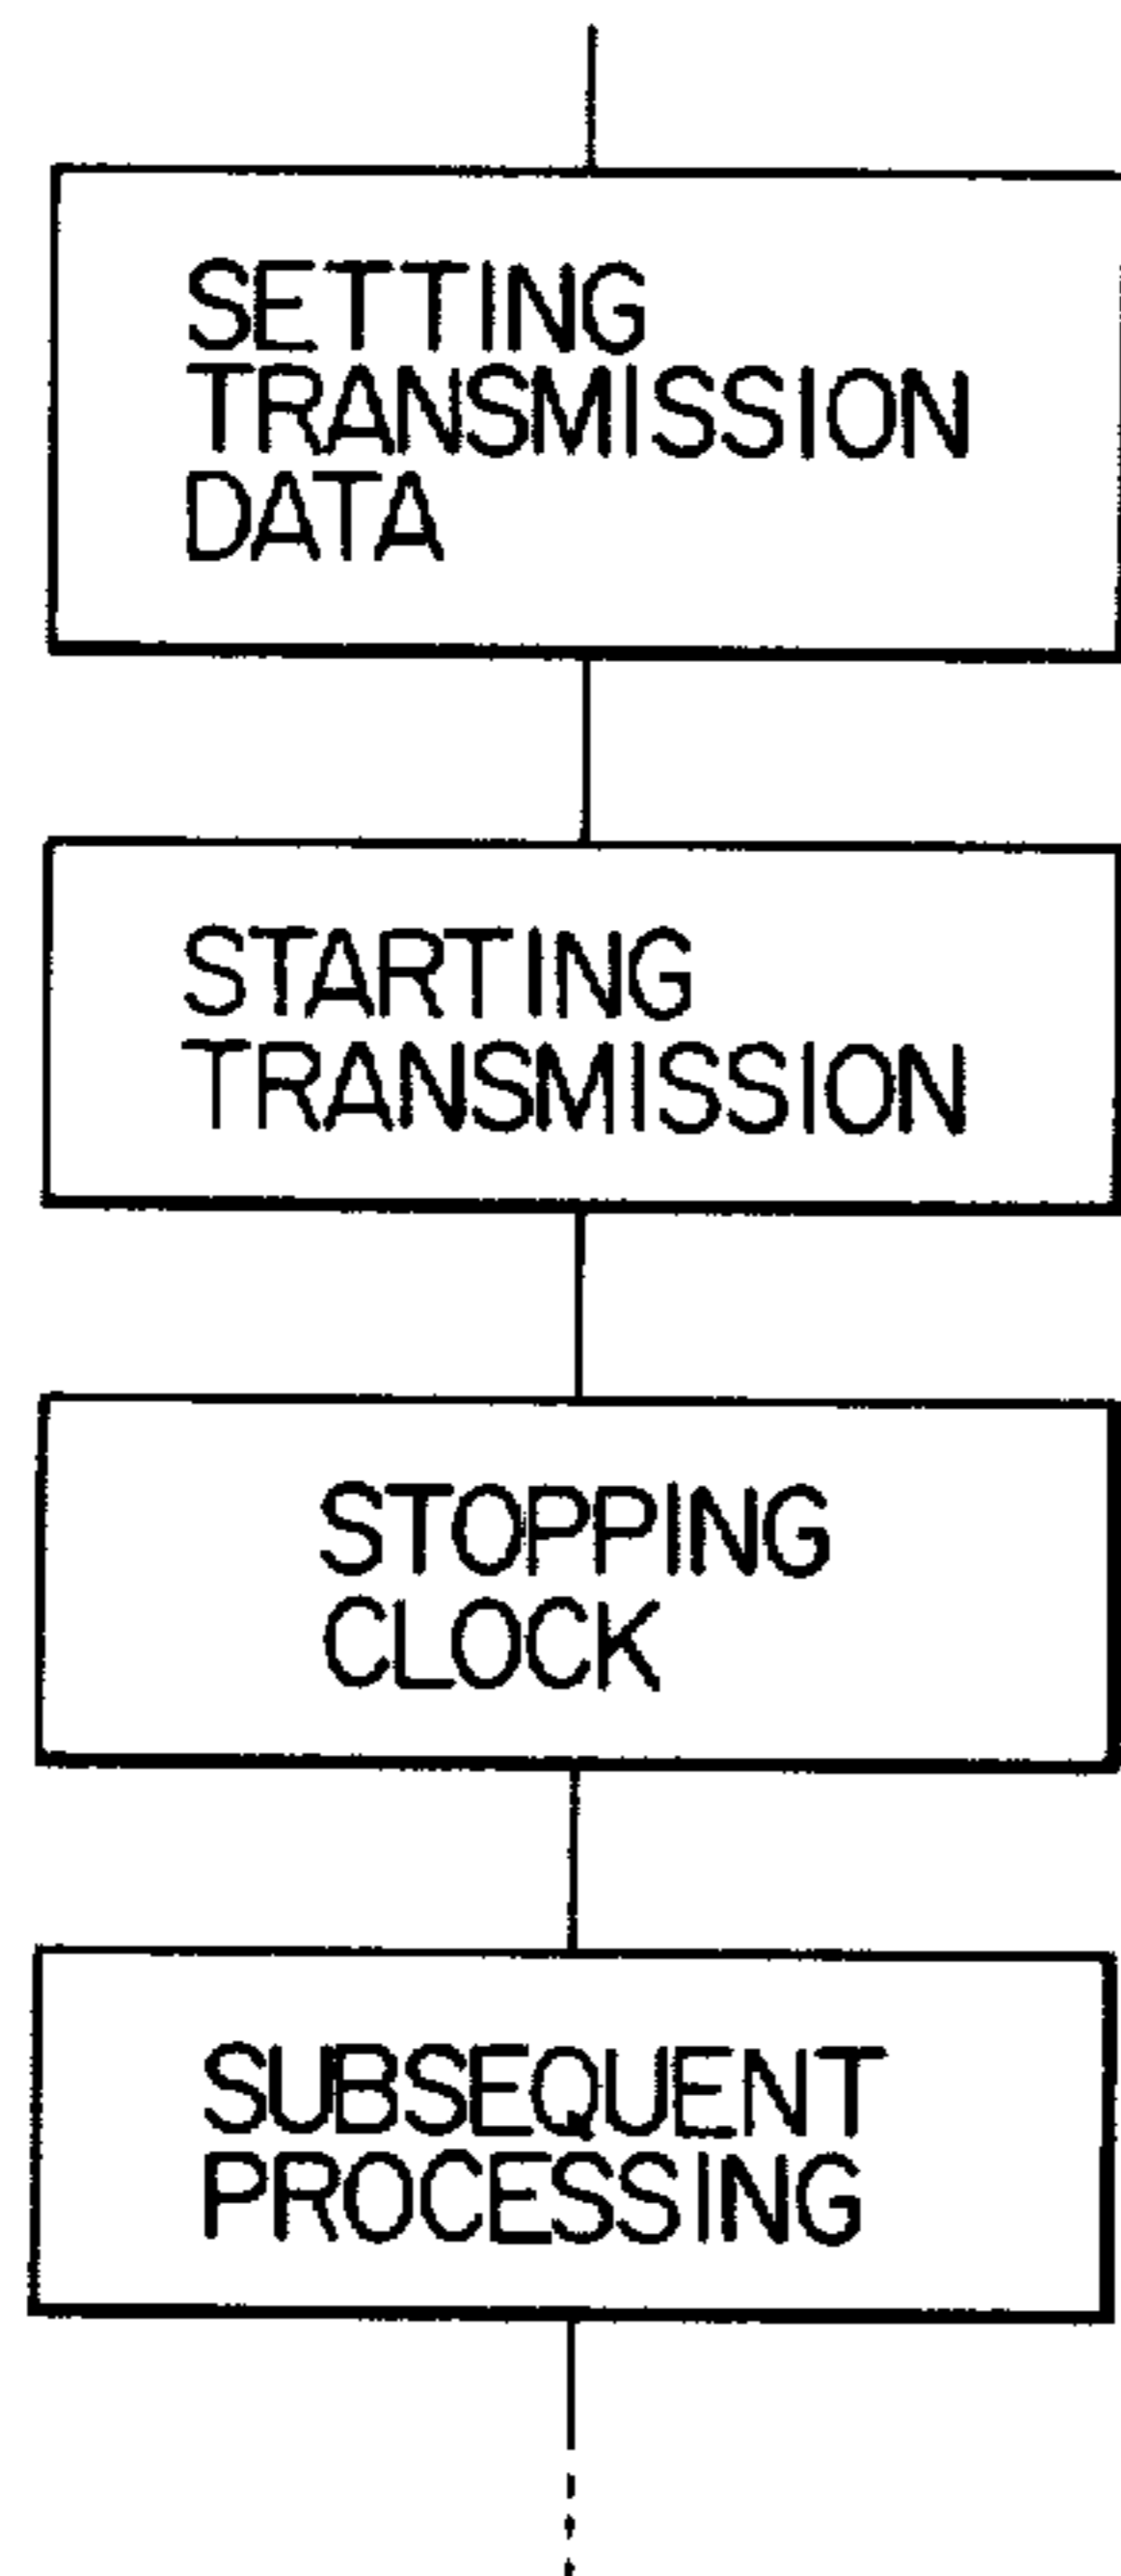 SETTING
TRANSMISSION
DATA
STARTING
TRANSMISSION
STOPPING
CLOCK
SUBSEQUENT
PROCESSING